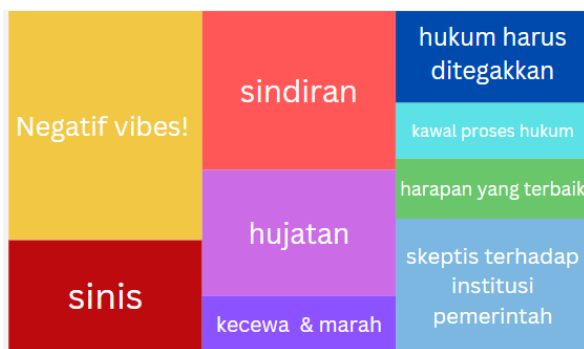 Negatif vibes!
sinis
sindiran
hujatan
kecewa & marah
hukum harus
ditegakkan
kawal proses hukum
harapan yang terbaik
skeptis terhadap
institusi
pemerintah